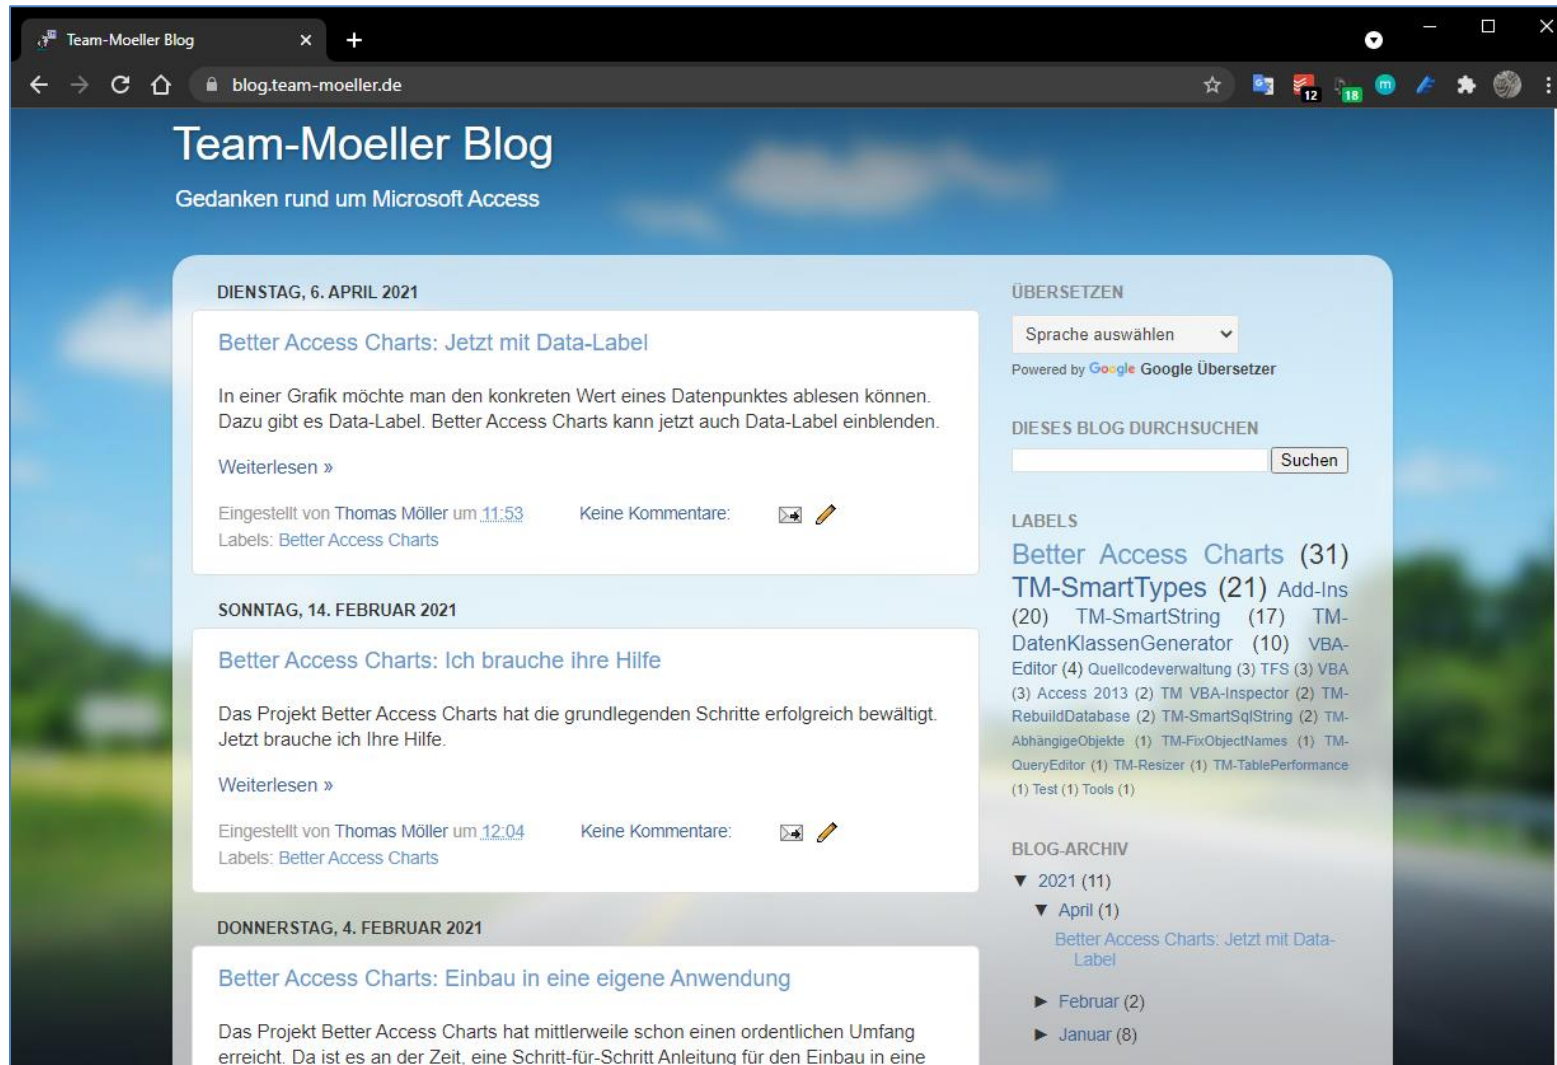 Team-Moeller Blog
blog.team-moeller.de
12
18
m
Team-Moeller Blog
Gedanken rund um Microsoft Access
DIENSTAG, 6. APRIL 2021
Better Access Charts: Jetzt mit Data-Label
In einer Grafik möchte man den konkreten Wert eines Datenpunktes ablesen können.
Dazu gibt es Data-Label. Better Access Charts kann jetzt auch Data-Label einblenden.
Weiterlesen »
Eingestellt von Thomas Möller um 11:53 Keine Kommentare:
Labels: Better Access Charts
SONNTAG, 14. FEBRUAR 2021
Better Access Charts: Ich brauche ihre Hilfe
Das Projekt Better Access Charts hat die grundlegenden Schritte erfolgreich bewältigt.
Jetzt brauche ich Ihre Hilfe.
Weiterlesen »
Eingestellt von Thomas Möller um 12:04 Keine Kommentare:
Labels: Better Access Charts
DONNERSTAG, 4. FEBRUAR 2021
Better Access Charts: Einbau in eine eigene Anwendung
Das Projekt Better Access Charts hat mittlerweile schon einen ordentlichen Umfang
erreicht. Da ist es an der Zeit, eine Schritt-für-Schritt Anleitung für den Einbau in eine
ÜBERSETZEN
Sprache auswählen
Powered by Google Google Übersetzer
DIESES BLOG DURCHSUCHEN
Suchen
LABELS
Better Access Charts (31)
TM-SmartTypes (21) Add-Ins
(20) TM-SmartString (17) TM-
DatenKlassenGenerator (10) VBA-
Editor (4) Quellcodeverwaltung (3) TFS (3) VBA
(3) Access 2013 (2) TM VBA-Inspector (2) TM-
RebuildDatabase (2) TM-SmartSqlString (2) TM-
AbhängigeObjekte (1) TM-FixObjectNames (1) TM-
QueryEditor (1) TM-Resizer (1) TM-TablePerformance
(1) Test (1) Tools (1)
BLOG-ARCHIV
▼ 2021 (11)
▼ April (1)
Better Access Charts: Jetzt mit Data-
Label
► Februar (2)
► Januar (8)